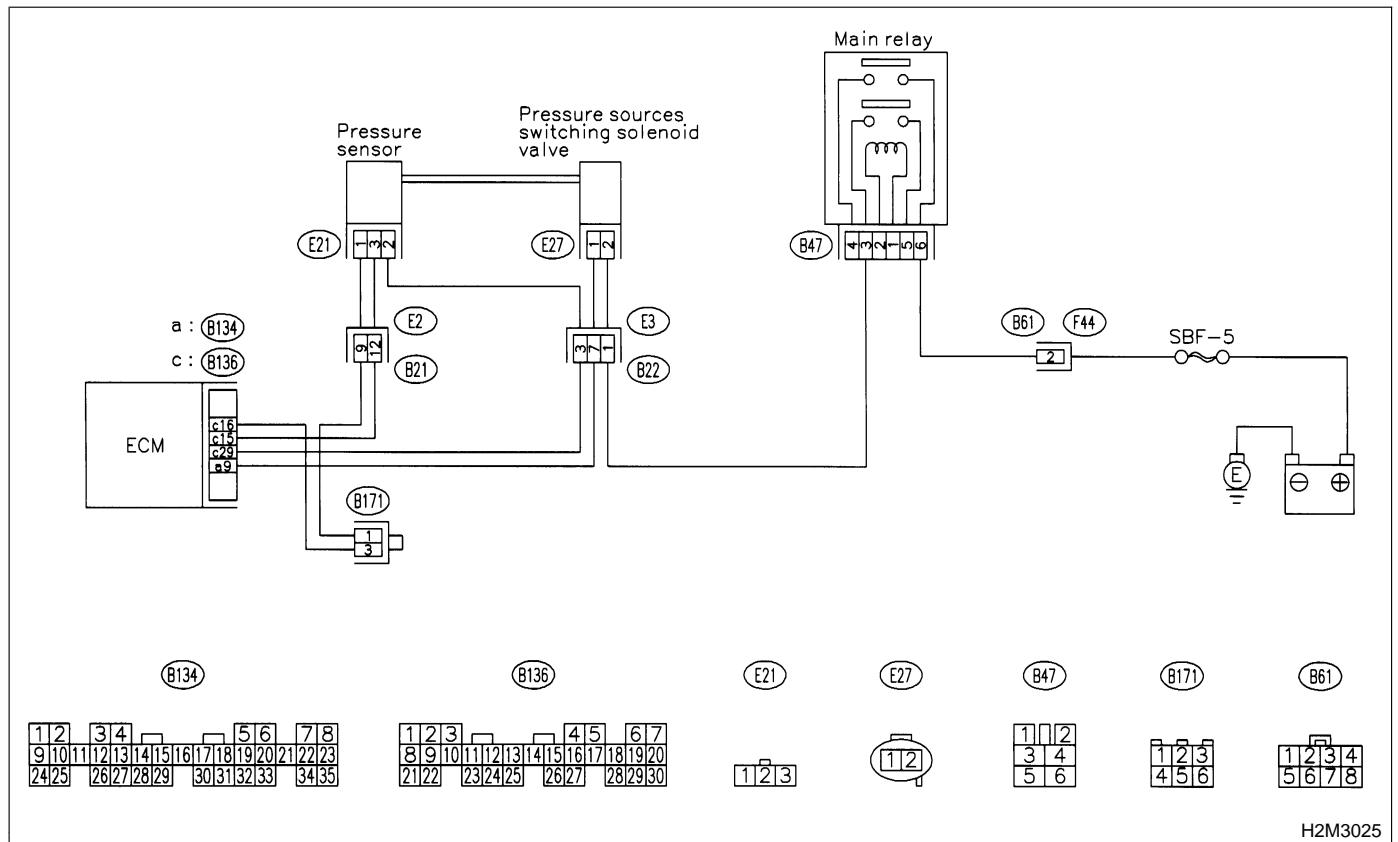 Main relay
Pressure sources
switching solenoid
valve
Pressure
sensor
E21
1 3 2
E27
1 2
B47
4 3 2 1 5 6
a : B134
c : B136
E2
9 12
B21
E3
3 7 1
B22
B61 F44
2
SBF-5
ECM
c16
c15
c29
a9
E
⊖ ⊕
B171
1
3
B134
1 2 3 4 5 6 7 8
9 10 11 12 13 14 15 16 17 18 19 20 21 22 23
24 25 26 27 28 29 30 31 32 33 34 35
B136
1 2 3 4 5 6 7
8 9 10 11 12 13 14 15 16 17 18 19 20
21 22 23 24 25 26 27 28 29 30
E21
1 2 3
E27
1 2
B47
1 2
3 4
5 6
B171
1 2 3
4 5 6
B61
1 2 3 4
5 6 7 8
H2M3025